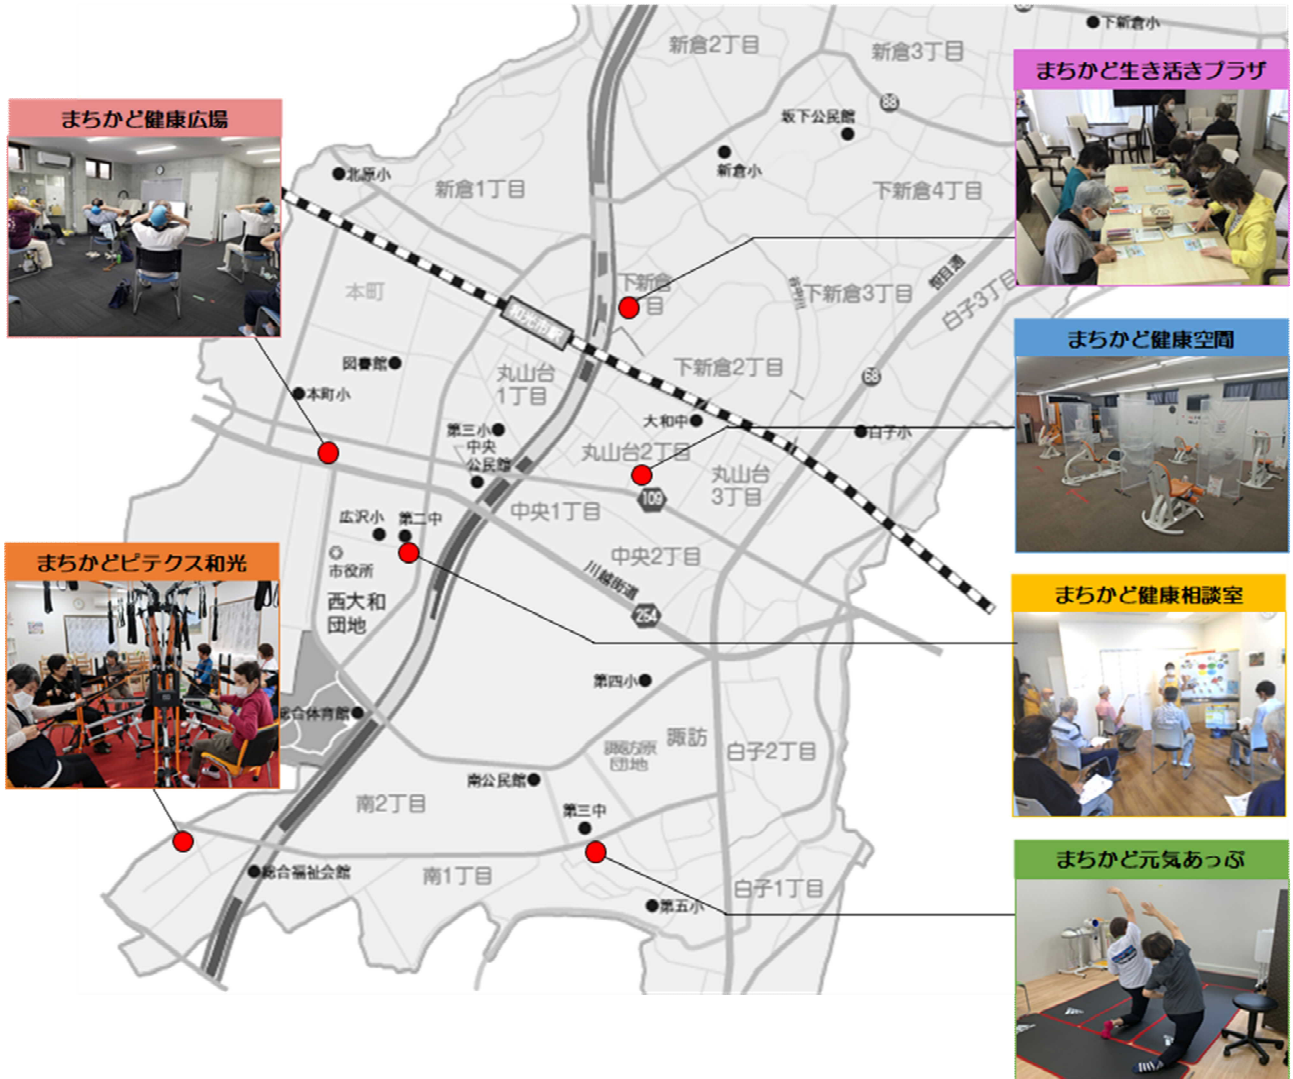 下新倉小
新倉2丁目
新倉3丁目
まちかど生き活きプラザ
88
まちかど健康広場
坂下公民館
新倉小
北原小
新倉1丁目
下新倉4丁目
下新倉
丁目
下新倉3丁目
白子3丁目
本町
和光市駅
まちかど健康空間
図書館
丸山台
1丁目
下新倉2丁目
68
本町小
大和中
白子小
第三小
中央
公民館
丸山台2丁目
丸山台
3丁目
109
広沢小
第二中
中央1丁目
中央2丁目
市役所
川越街道
254
まちかどピテクス和光
西大和
団地
まちかど健康相談室
第四小
総合体育館
諏訪
諏訪原
団地
白子2丁目
南公民館
南2丁目
第三中
まちかど元気あっぷ
総合福祉会館
南1丁目
白子1丁目
第五小